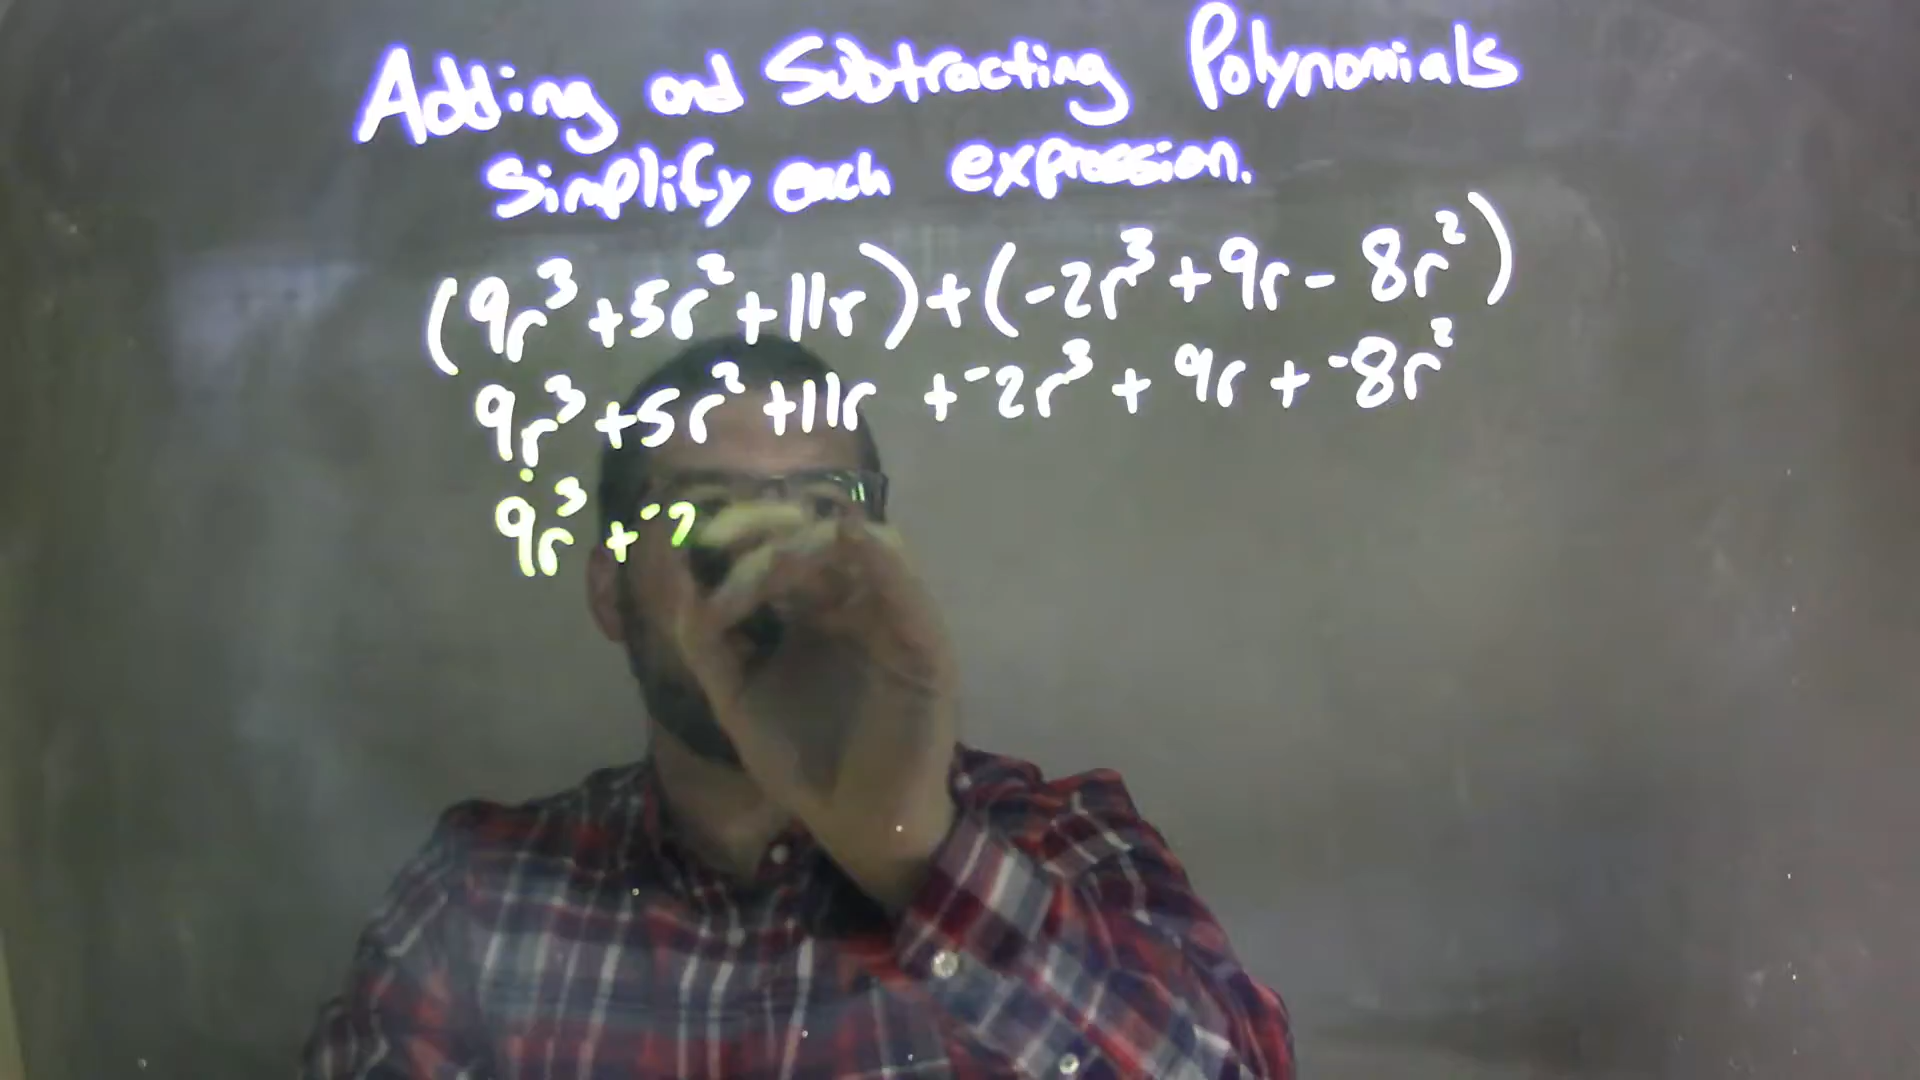 Adding and Subtracting Polynomials
Simplify each expression.
(9r³ + 5r² + 11r) + (-2r³ + 9r - 8r²)
9r³ + 5r² + 11r + ⁻2r³ + 9r + ⁻8r²
9r³ + ⁻2